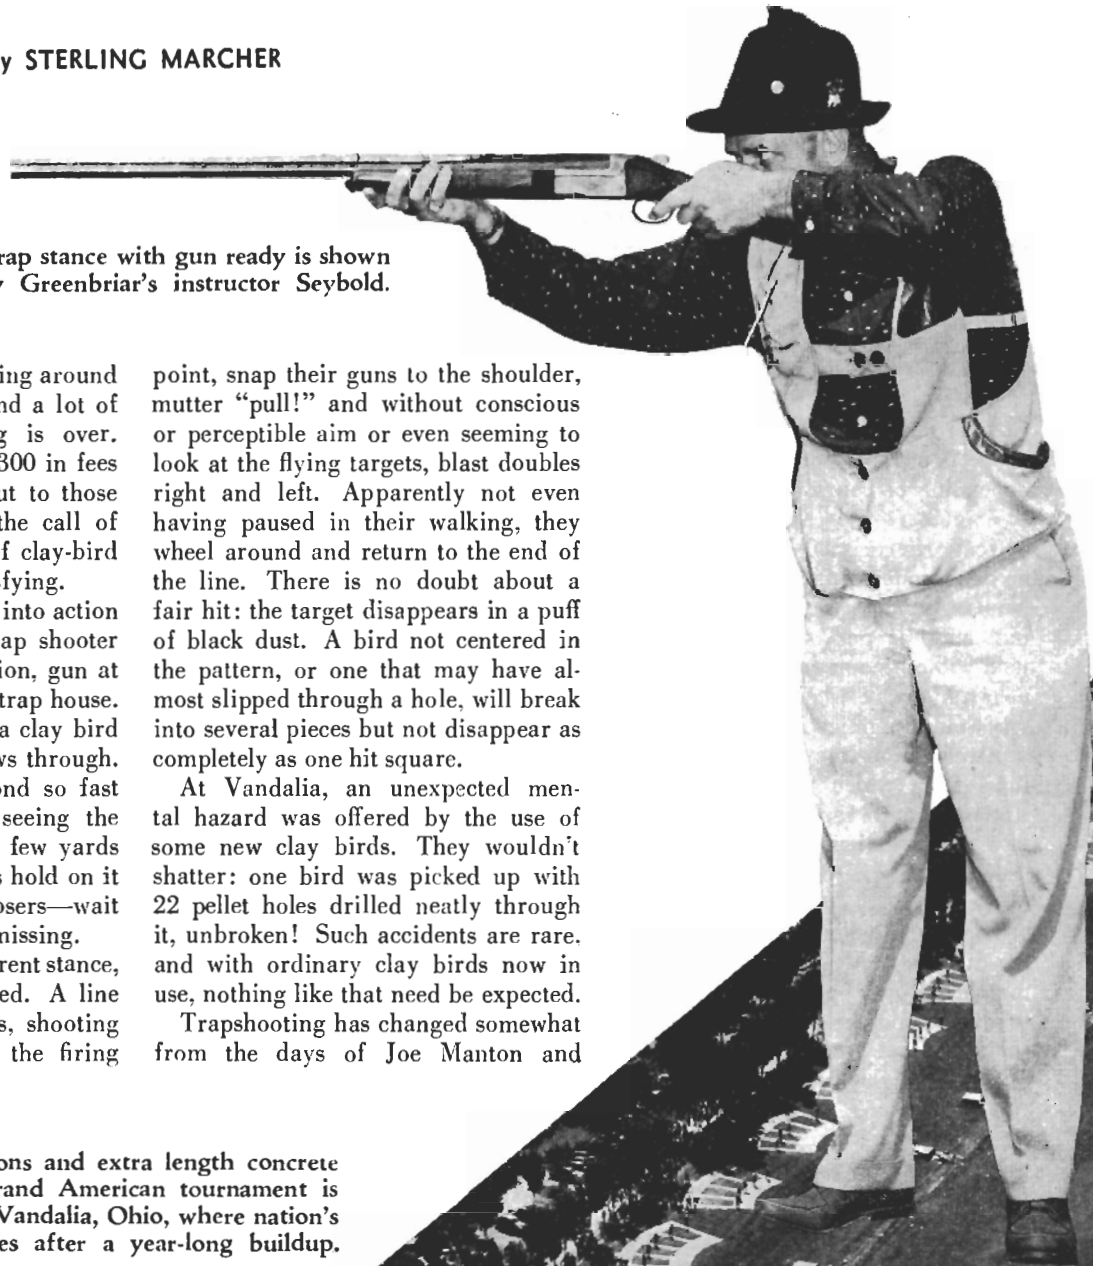 y STERLING MARCHER
rap stance with gun ready is shown
Greenbriar's instructor Seybold.
ing around
nd a lot of
g is over.
300 in fees
ut to those
the call of
f clay-bird
fying.
into action
ap shooter
ion, gun at
trap house.
a clay bird
ws through.
ond so fast
seeing the
few yards
s hold on it
osers—wait
missing.
rent stance,
ed. A line
s, shooting
the firing
point, snap their guns to the shoulder,
mutter “pull!” and without conscious
or perceptible aim or even seeming to
look at the flying targets, blast doubles
right and left. Apparently not even
having paused in their walking, they
wheel around and return to the end of
the line. There is no doubt about a
fair hit: the target disappears in a puff
of black dust. A bird not centered in
the pattern, or one that may have al-
most slipped through a hole, will break
into several pieces but not disappear as
completely as one hit square.
At Vandalia, an unexpected men-
tal hazard was offered by the use of
some new clay birds. They wouldn't
shatter: one bird was picked up with
22 pellet holes drilled neatly through
it, unbroken! Such accidents are rare,
and with ordinary clay birds now in
use, nothing like that need be expected.
Trapshooting has changed somewhat
from the days of Joe Manton and
ons and extra length concrete
rand American tournament is
Vandalia, Ohio, where nation's
es after a year-long buildup.